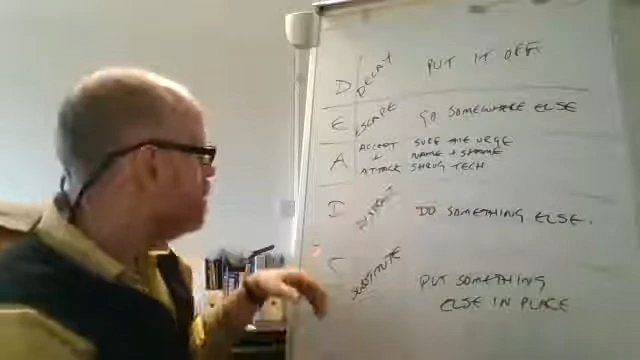 D DELAY PUT IT OFF.
E ESCAPE GO SOMEWHERE ELSE
A ACCEPT SURF THE URGE
↓ NAME + SHAME
ATTACK SHRUG TECH
D DO SOMETHING ELSE.
S SUBSTITUTE PUT SOMETHING
ELSE IN PLACE